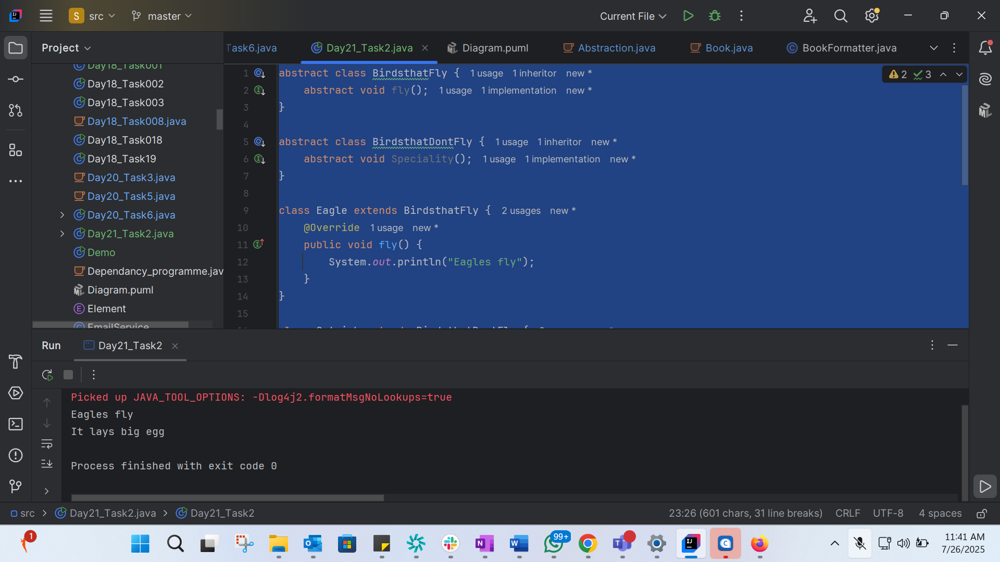 S src master Current File
Project
Task6.java Day21_Task2.java Diagram.puml Abstraction.java Book.java BookFormatter.java
Day18_Task001
Day18_Task002
Day18_Task003
Day18_Task008.java
Day18_Task018
Day18_Task19
Day20_Task3.java
Day20_Task5.java
Day20_Task6.java
Day21_Task2.java
Demo
Dependancy_programme.jav
Diagram.puml
Element
EmailService
2 3
1 abstract class BirdsthatFly { 1 usage 1 inheritor new *
2 abstract void fly(); 1 usage 1 implementation new *
3 }
4
5 abstract class BirdsthatDontFly { 1 usage 1 inheritor new *
6 abstract void Speciality(); 1 usage 1 implementation new *
7 }
8
9 class Eagle extends BirdsthatFly { 2 usages new *
10 @Override 1 usage new *
11 public void fly() {
12 System.out.println("Eagles fly");
13 }
14 }
15
Run Day21_Task2
Picked up JAVA_TOOL_OPTIONS: -Dlog4j2.formatMsgNoLookups=true
Eagles fly
It lays big egg
Process finished with exit code 0
src > Day21_Task2.java > Day21_Task2 23:26 (601 chars, 31 line breaks) CRLF UTF-8 4 spaces
1 99+ 11:41 AM
7/26/2025